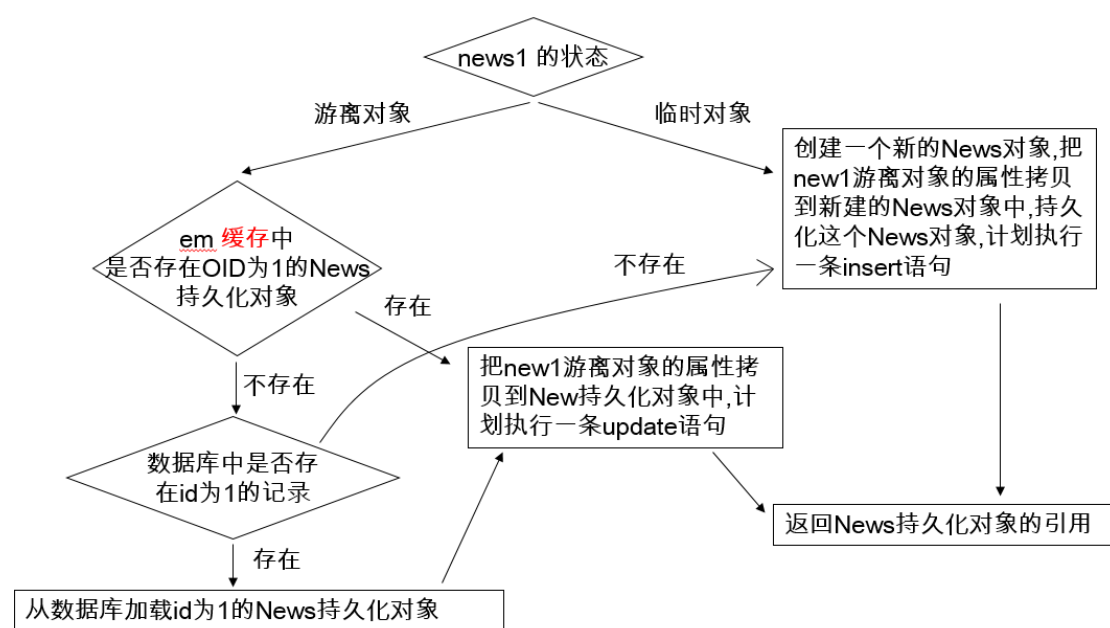 news1 的状态
游离对象
临时对象
创建一个新的News对象,把
new1游离对象的属性拷贝
到新建的News对象中,持久
化这个News对象,计划执行
一条insert语句
em 缓存中
是否存在OID为1的News
持久化对象
不存在
存在
把new1游离对象的属性拷
贝到New持久化对象中,计
划执行一条update语句
不存在
数据库中是否存
在id为1的记录
返回News持久化对象的引用
存在
从数据库加载id为1的News持久化对象